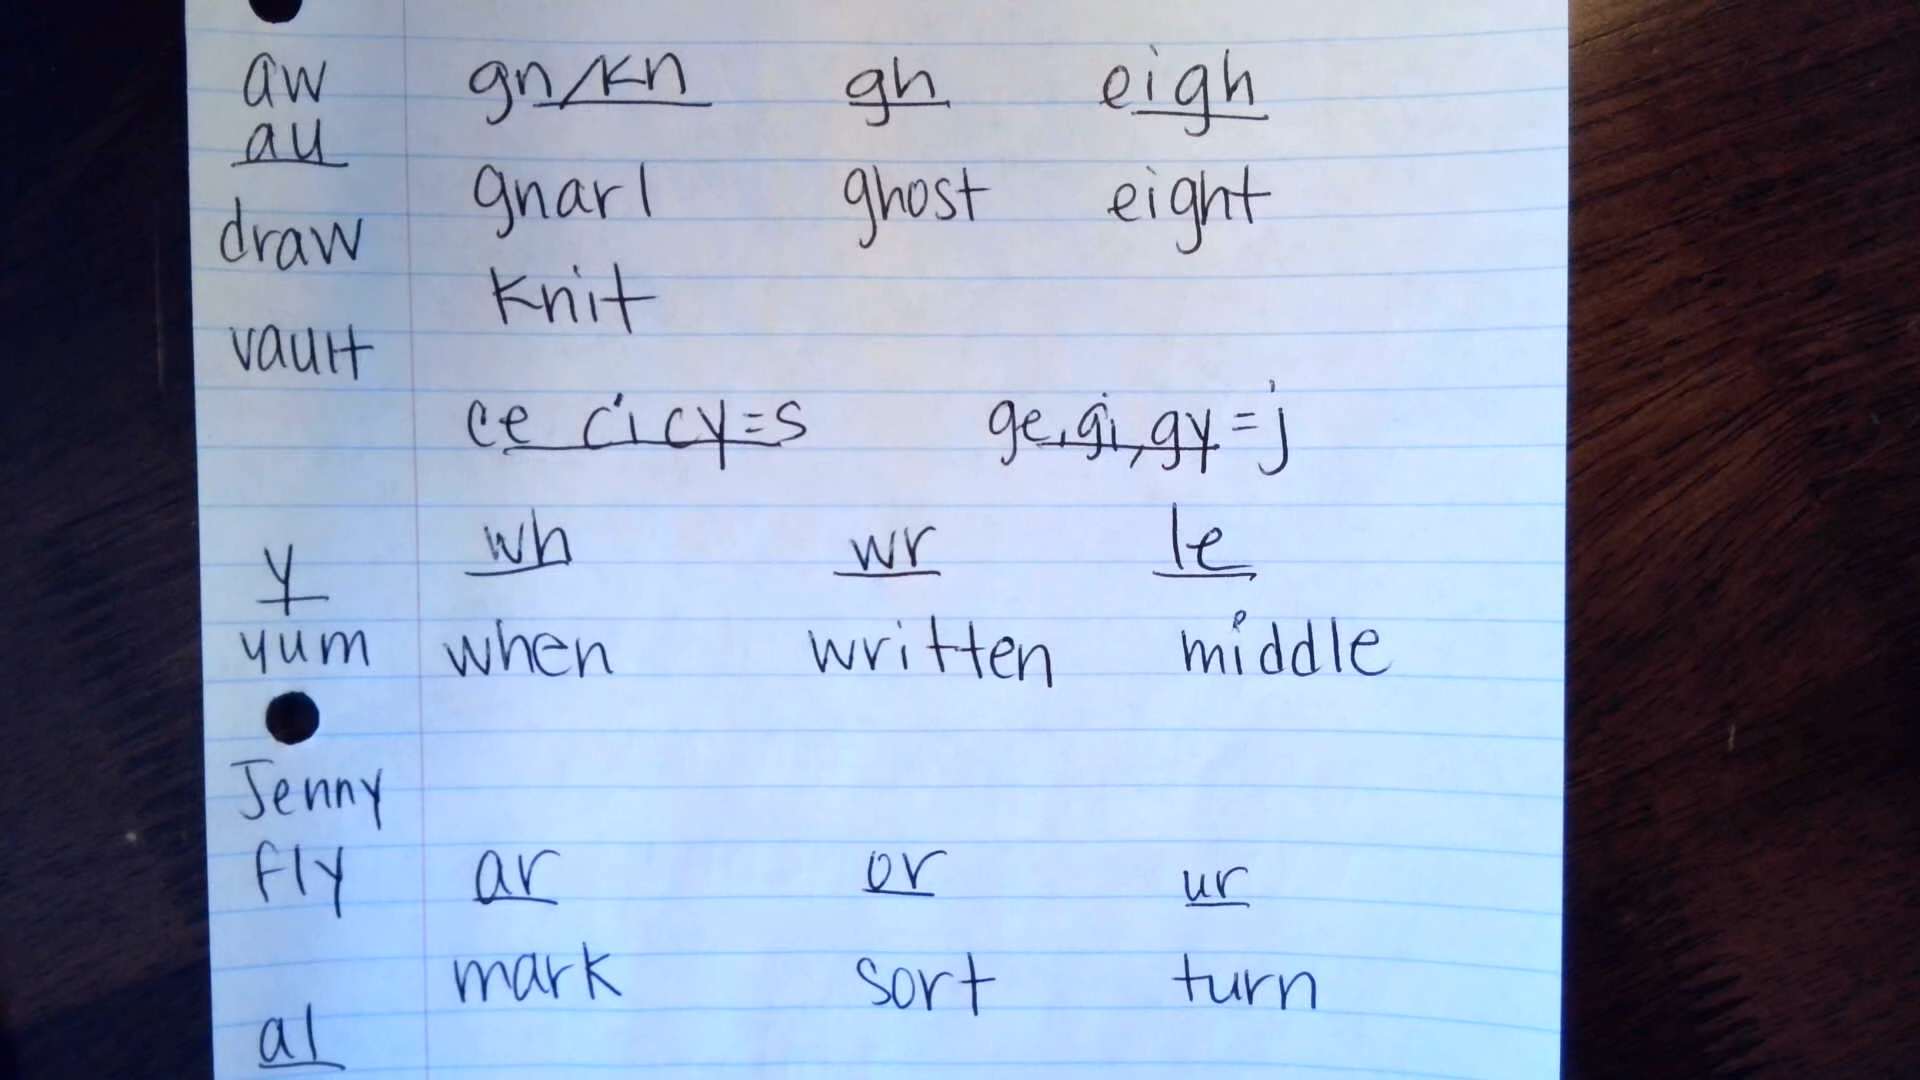 aw gn/kn gh eigh
au
gnarl ghost eight
draw
knit
vault
ce ci cy=s ge, gi, gy=j
y wh wr le
yum when written middle
Jenny
fly ar or ur
mark sort turn
al